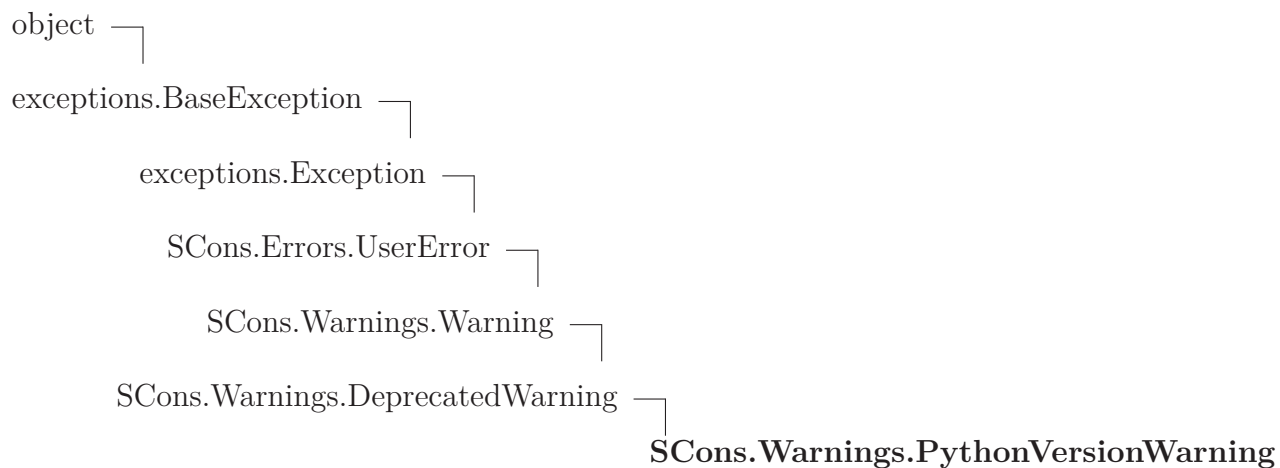 object
exceptions.BaseException
exceptions.Exception
SCons.Errors.UserError
SCons.Warnings.Warning
SCons.Warnings.DeprecatedWarning
SCons.Warnings.PythonVersionWarning